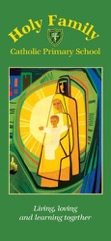 Holy Family
Catholic Primary School
Living, loving
and learning together